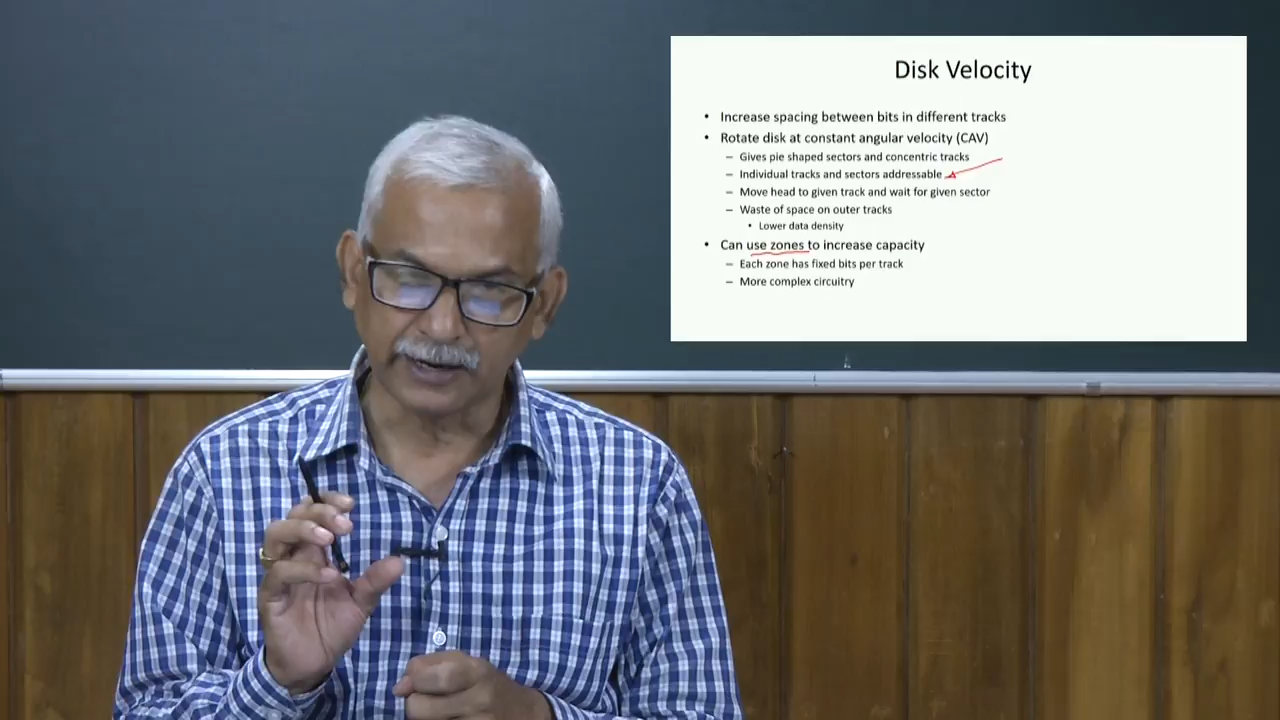 Disk Velocity
• Increase spacing between bits in different tracks
• Rotate disk at constant angular velocity (CAV)
– Gives pie shaped sectors and concentric tracks
– Individual tracks and sectors addressable
– Move head to given track and wait for given sector
– Waste of space on outer tracks
• Lower data density
• Can use zones to increase capacity
– Each zone has fixed bits per track
– More complex circuitry